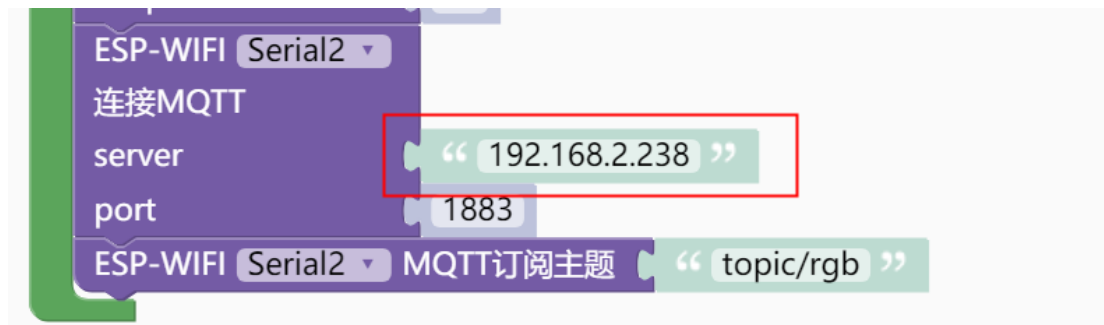 ESP-WIFI Serial2
连接MQTT
server “ 192.168.2.238 ”
port 1883
ESP-WIFI Serial2 MQTT订阅主题 “ topic/rgb ”